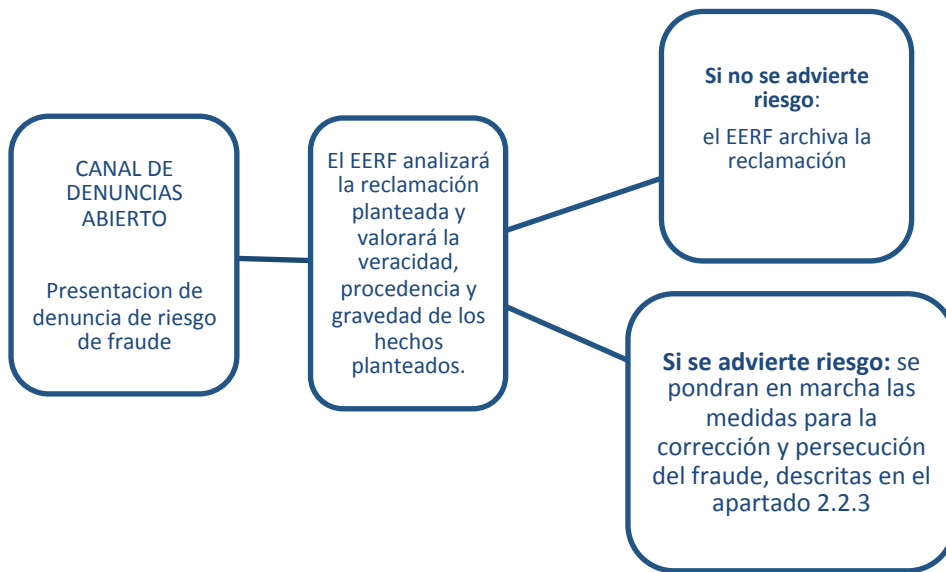 CANAL DE
DENUNCIAS
ABIERTO
Presentacion de
denuncia de riesgo
de fraude
El EERF analizará
la reclamación
planteada y
valorará la
veracidad,
procedencia y
gravedad de los
hechos
planteados.
Si no se advierte
riesgo:
el EERF archiva la
reclamación
Si se advierte riesgo: se
pondran en marcha las
medidas para la
corrección y persecución
del fraude, descritas en el
apartado 2.2.3